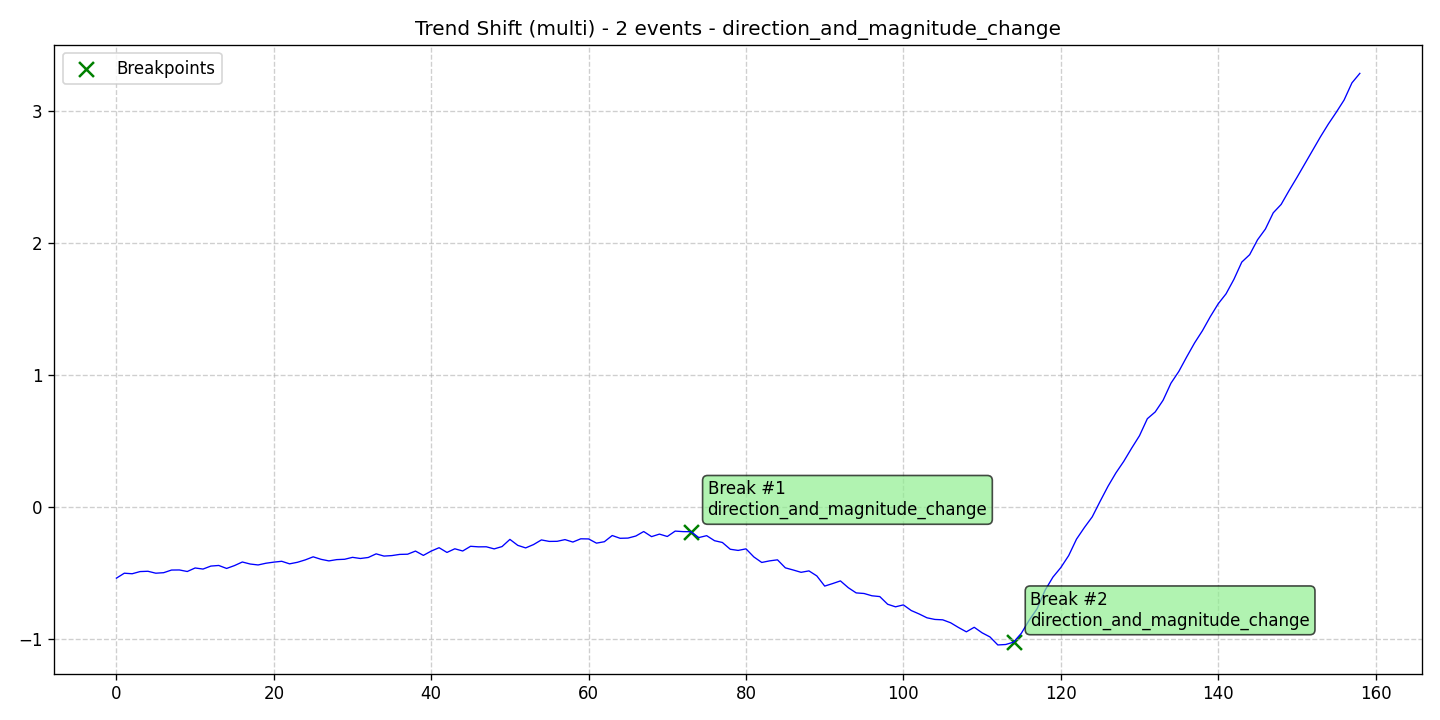 Trend Shift (multi) - 2 events - direction_and_magnitude_change
Breakpoints
3
2
1
0
−1
Break #1
direction_and_magnitude_change
Break #2
direction_and_magnitude_change
0 20 40 60 80 100 120 140 160